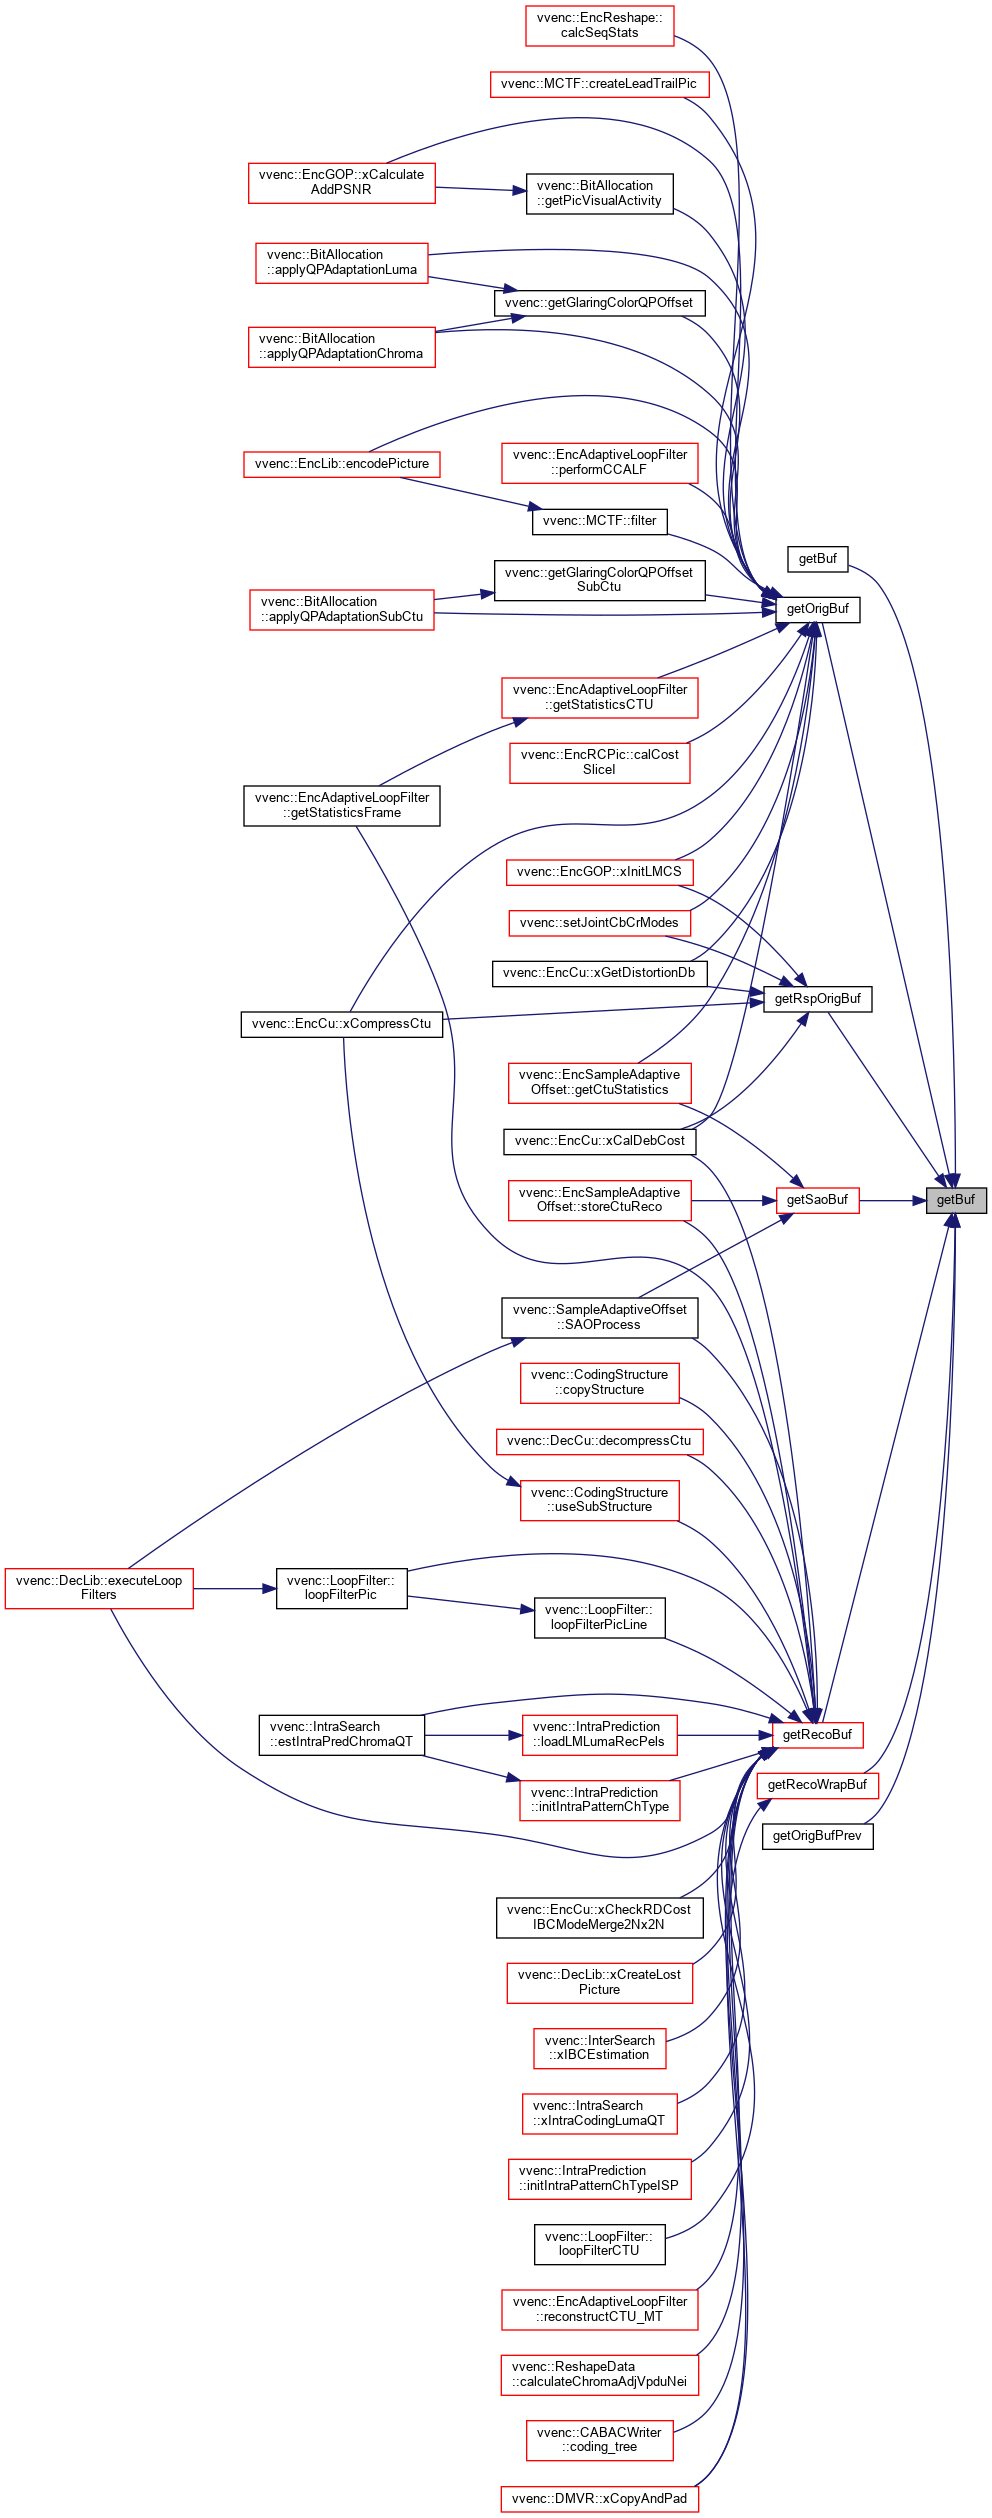 vvenc::EncReshape::
calcSeqStats
vvenc::MCTF::createLeadTrailPic
vvenc::EncGOP::xCalculate
AddPSNR
vvenc::BitAllocation
::getPicVisualActivity
vvenc::BitAllocation
::applyQPAdaptationLuma
vvenc::getGlaringColorQPOffset
vvenc::BitAllocation
::applyQPAdaptationChroma
vvenc::EncLib::encodePicture
vvenc::EncAdaptiveLoopFilter
::performCCALF
vvenc::MCTF::filter
getBuf
vvenc::getGlaringColorQPOffset
SubCtu
vvenc::BitAllocation
::applyQPAdaptationSubCtu
getOrigBuf
vvenc::EncAdaptiveLoopFilter
::getStatisticsCTU
vvenc::EncRCPic::calCost
SliceI
vvenc::EncAdaptiveLoopFilter
::getStatisticsFrame
vvenc::EncGOP::xInitLMCS
vvenc::setJointCbCrModes
vvenc::EncCu::xGetDistortionDb
getRspOrigBuf
vvenc::EncCu::xCompressCtu
vvenc::EncSampleAdaptive
Offset::getCtuStatistics
vvenc::EncCu::xCalDebCost
vvenc::EncSampleAdaptive
Offset::storeCtuReco
getSaoBuf
getBuf
vvenc::SampleAdaptiveOffset
::SAOProcess
vvenc::CodingStructure
::copyStructure
vvenc::DecCu::decompressCtu
vvenc::CodingStructure
::useSubStructure
vvenc::DecLib::executeLoop
Filters
vvenc::LoopFilter::
loopFilterPic
vvenc::LoopFilter::
loopFilterPicLine
vvenc::IntraSearch
::estIntraPredChromaQT
vvenc::IntraPrediction
::loadLMLumaRecPels
getRecoBuf
vvenc::IntraPrediction
::initIntraPatternChType
getRecoWrapBuf
getOrigBufPrev
vvenc::EncCu::xCheckRDCost
IBCModeMerge2Nx2N
vvenc::DecLib::xCreateLost
Picture
vvenc::InterSearch
::xIBCEstimation
vvenc::IntraSearch
::xIntraCodingLumaQT
vvenc::IntraPrediction
::initIntraPatternChTypeISP
vvenc::LoopFilter::
loopFilterCTU
vvenc::EncAdaptiveLoopFilter
::reconstructCTU_MT
vvenc::ReshapeData
::calculateChromaAdjVpduNei
vvenc::CABACWriter
::coding_tree
vvenc::DMVR::xCopyAndPad